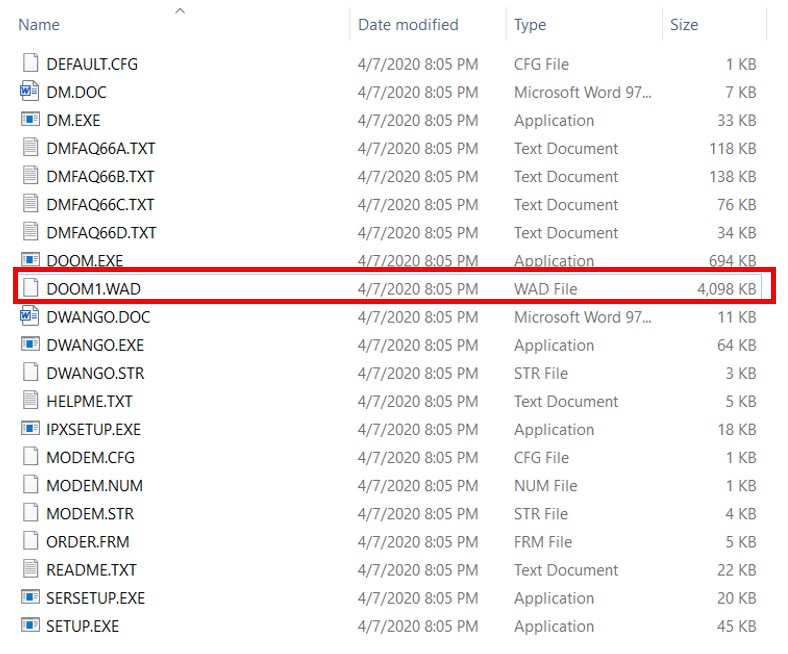 Name Date modified Type Size
DEFAULT.CFG 4/7/2020 8:05 PM CFG File 1 KB
DM.DOC 4/7/2020 8:05 PM Microsoft Word 97... 7 KB
DM.EXE 4/7/2020 8:05 PM Application 33 KB
DMFAQ66A.TXT 4/7/2020 8:05 PM Text Document 118 KB
DMFAQ66B.TXT 4/7/2020 8:05 PM Text Document 138 KB
DMFAQ66C.TXT 4/7/2020 8:05 PM Text Document 76 KB
DMFAQ66D.TXT 4/7/2020 8:05 PM Text Document 34 KB
DOOM.EXE 4/7/2020 8:05 PM Application 694 KB
DOOM1.WAD 4/7/2020 8:05 PM WAD File 4,098 KB
DWANGO.DOC 4/7/2020 8:05 PM Microsoft Word 97... 11 KB
DWANGO.EXE 4/7/2020 8:05 PM Application 64 KB
DWANGO.STR 4/7/2020 8:05 PM STR File 3 KB
HELPME.TXT 4/7/2020 8:05 PM Text Document 5 KB
IPXSETUP.EXE 4/7/2020 8:05 PM Application 18 KB
MODEM.CFG 4/7/2020 8:05 PM CFG File 1 KB
MODEM.NUM 4/7/2020 8:05 PM NUM File 1 KB
MODEM.STR 4/7/2020 8:05 PM STR File 4 KB
ORDER.FRM 4/7/2020 8:05 PM FRM File 5 KB
README.TXT 4/7/2020 8:05 PM Text Document 22 KB
SERSETUP.EXE 4/7/2020 8:05 PM Application 20 KB
SETUP.EXE 4/7/2020 8:05 PM Application 45 KB